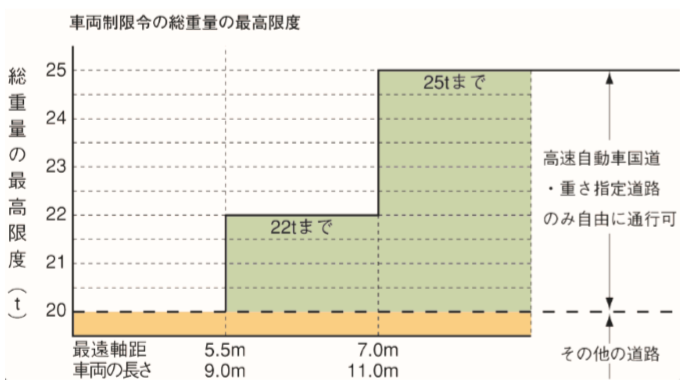 車両制限令の総重量の最高限度
総重量の最高限度(t)
25
24
23
22
21
20
25tまで
22tまで
高速自動車国道
・重さ指定道路
のみ自由に通行可
その他の道路
最遠軸距 5.5m 7.0m
車両の長さ 9.0m 11.0m